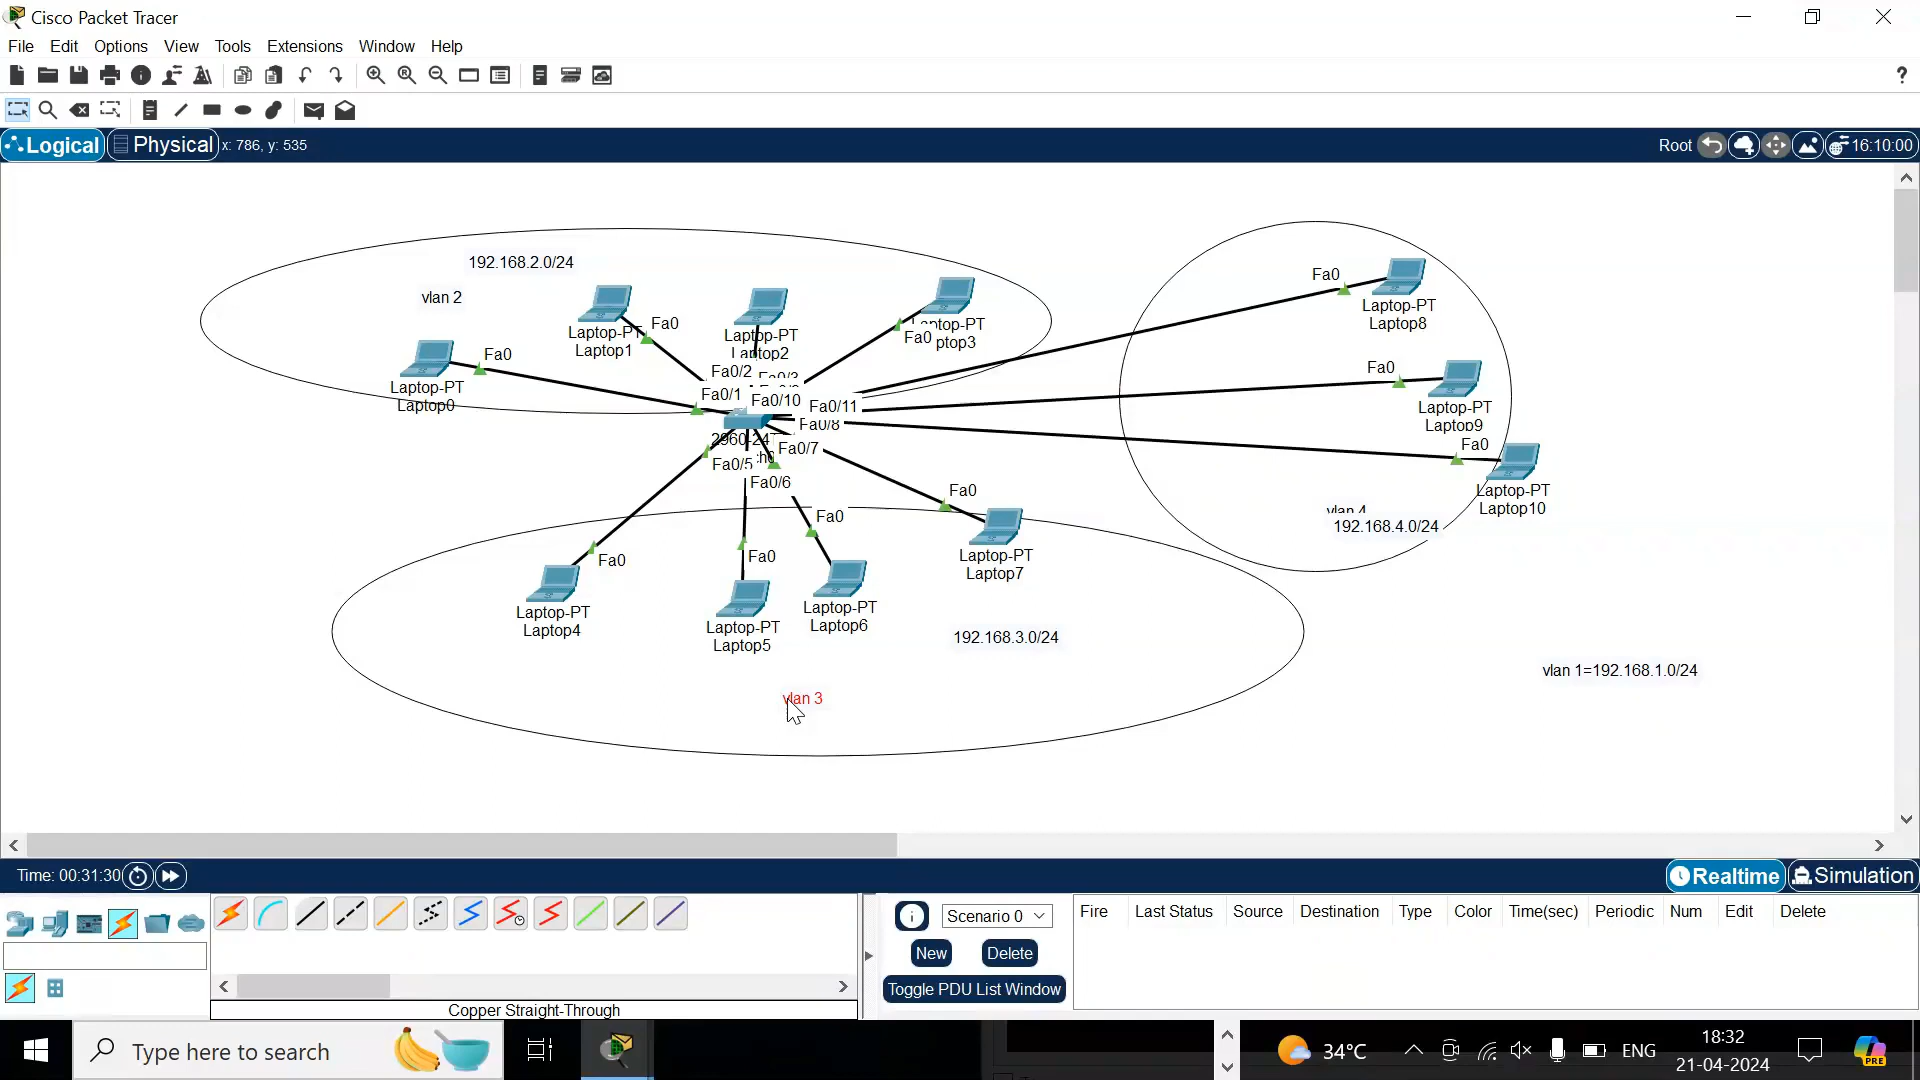 Cisco Packet Tracer
File Edit Options View Tools Extensions Window Help
?
Logical Physical x: 786, y: 535
Root 16:10:00
192.168.2.0/24
vlan 2
Fa0
Laptop-PT
Laptop0
Fa0
Laptop-PT
Laptop1
Laptop-PT
Fa0
Fa0
Laptop-PT
Laptop8
Fa0
Laptop-PT
Laptop9
Fa0
Laptop-PT
Laptop10
Fa0/2
Fa0/1
Fa0/10
Fa0/11
Fa0/8
Fa0/7
Fa0/5
Fa0/6
vlan 4
192.168.4.0/24
Fa0
Laptop-PT
Laptop4
Fa0
Laptop-PT
Laptop5
Fa0
Laptop-PT
Laptop6
Fa0
Laptop-PT
Laptop7
192.168.3.0/24
vlan 3
vlan 1=192.168.1.0/24
Time: 00:31:30
Realtime Simulation
Scenario 0
New Delete
Toggle PDU List Window
Fire Last Status Source Destination Type Color Time(sec) Periodic Num Edit Delete
Copper Straight-Through
Type here to search
34°C
ENG
18:32
21-04-2024
PRE